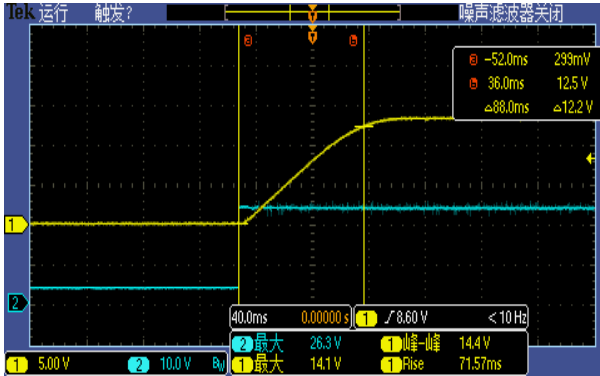 Tek 运行 触发? 噪声滤波器关闭
a b
a -52.0ms 299mV
b 36.0ms 12.5 V
△88.0ms △12.2 V
1
2
40.0ms 0.00000 s 1 8.60 V < 10 Hz
2 最大 26.3 V 1 峰-峰 14.4 V
1 最大 14.1 V 1 Rise 71.57ms
1 5.00 V 2 10.0 V BW